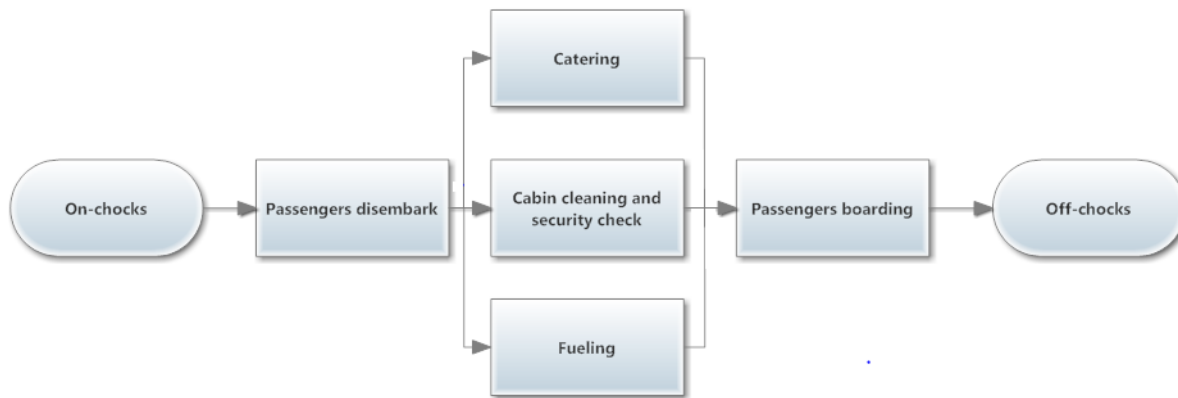 Catering
On-chocks
Passengers disembark
Cabin cleaning and
security check
Passengers boarding
Off-chocks
Fueling